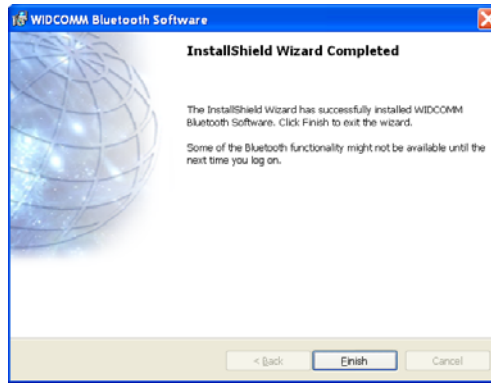 WIDCOMM Bluetooth Software
InstallShield Wizard Completed
The InstallShield Wizard has successfully installed WIDCOMM
Bluetooth Software. Click Finish to exit the wizard.
Some of the Bluetooth functionality might not be available until the
next time you log on.
< Back Finish Cancel